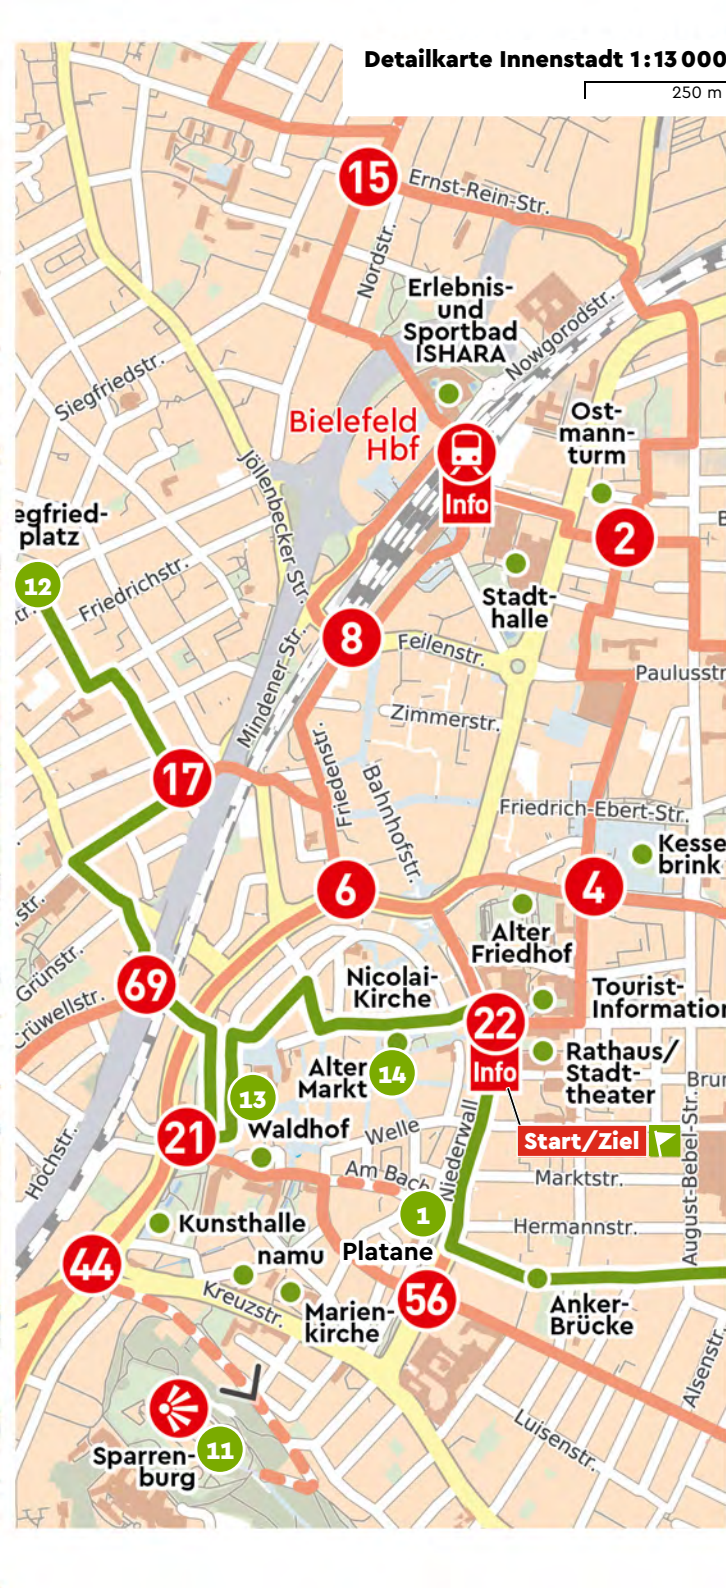 Detailkarte Innenstadt 1:13 000
250 m
15
Ernst-Rein-Str.
Nordstr.
Erlebnis-
und
Sportbad
ISHARA
Nowgorodstr.
Siegfriedstr.
Bielefeld
Hbf
Info
Ost-
mann-
turm
Jöllenbecker Str.
egfried-
platz
12
Friedrichstr.
2
Stadt-
halle
8
Feilenstr.
Mindener-Str.
Paulusstr
Zimmerstr.
17
Friedenstr.
Bahnhofstr.
Friedrich-Ebert-Str.
Kesse
brink
6
4
Alter
Friedhof
str.
Grünstr.
Crüwellstr.
69
Nicolai-
Kirche
Tourist-
Information
22
Info
Alter
Markt
14
Rathaus/
Stadt-
theater
Brun
13
Waldhof
21
Welle
Start/Ziel
Niederwall
Am Bach
Marktstr.
August-Bebel-Str.
Hochstr.
1
Platane
Kunsthalle
Hermannstr.
44
namu
Kreuzstr.
Marien-
kirche
56
Anker-
Brücke
Alsenstr.
Luisenstr.
Sparren-
burg
11